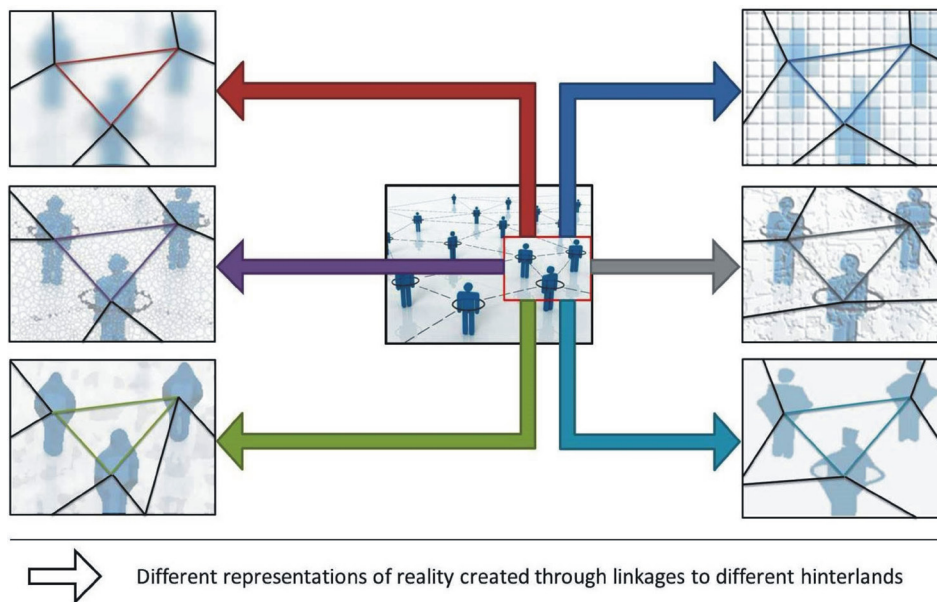 Different representations of reality created through linkages to different hinterlands